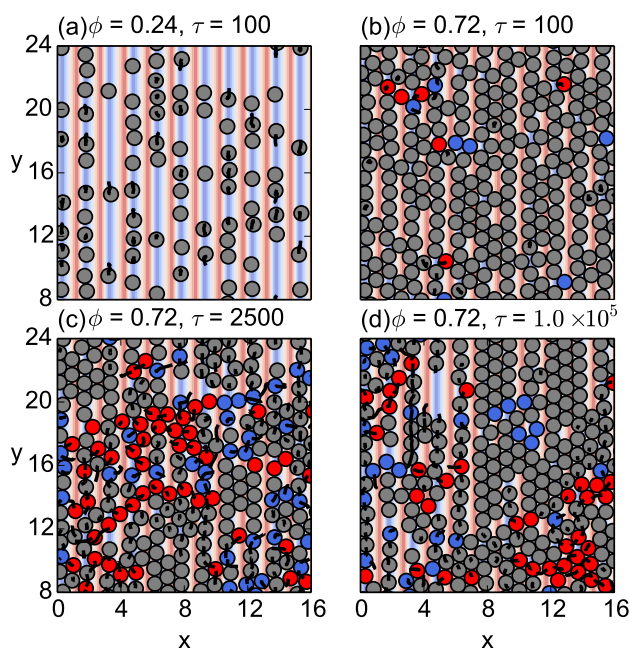 (a) ϕ = 0.24, τ = 100
(b) ϕ = 0.72, τ = 100
24
20
y
16
12
8
(c) ϕ = 0.72, τ = 2500
(d) ϕ = 0.72, τ = 1.0 ×10⁵
24
20
y
16
12
8
0 4 8 12 16
0 4 8 12 16
x
x